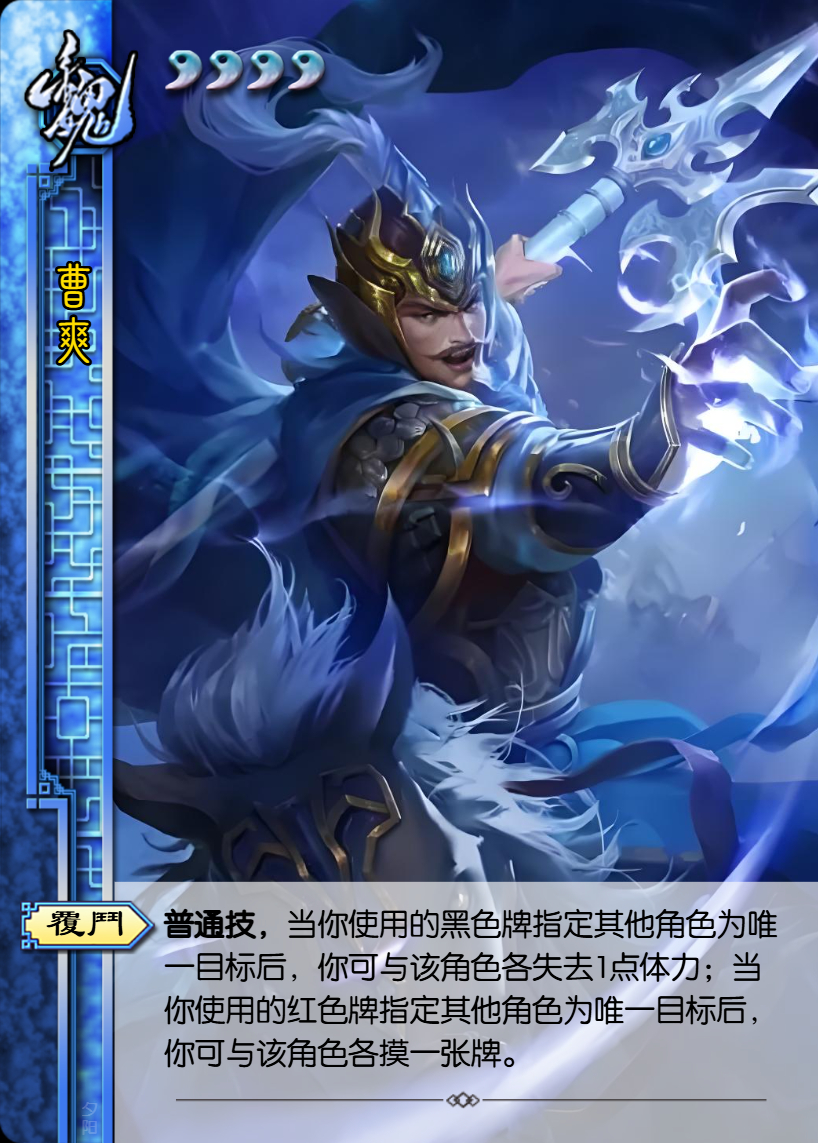 魏
曹爽
覆鬥
普通技，当你使用的黑色牌指定其他角色为唯
一目标后，你可与该角色各失去1点体力；当
你使用的红色牌指定其他角色为唯一目标后，
你可与该角色各摸一张牌。
夕阳